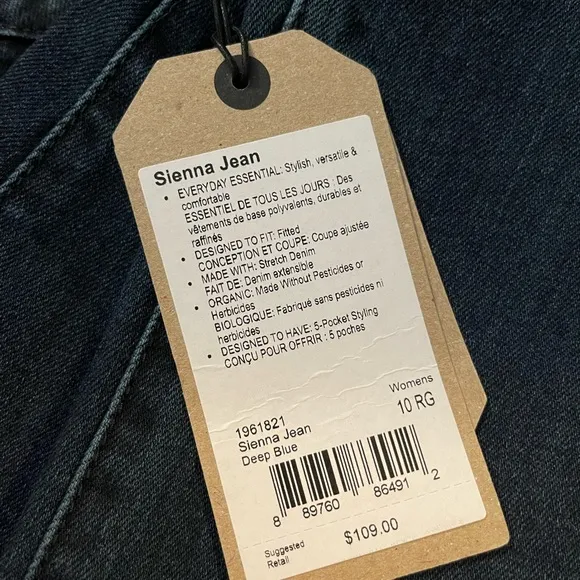 Sienna Jean
• EVERYDAY ESSENTIAL: Stylish, versatile &
comfortable
ESSENTIEL DE TOUS LES JOURS : Des
vêtements de base polyvalents, durables et
raffinés
• DESIGNED TO FIT: Fitted
CONCEPTION ET COUPE: Coupe ajustée
• MADE WITH: Stretch Denim
FAIT DE: Denim extensible
• ORGANIC: Made Without Pesticides or
Herbicides
BIOLOGIQUE: Fabriqué sans pesticides ni
herbicides
• DESIGNED TO HAVE: 5-Pocket Styling
CONÇU POUR OFFRIR : 5 poches
Womens
1961821 10 RG
Sienna Jean
Deep Blue
8 89760 86491 2
Suggested
Retail $109.00